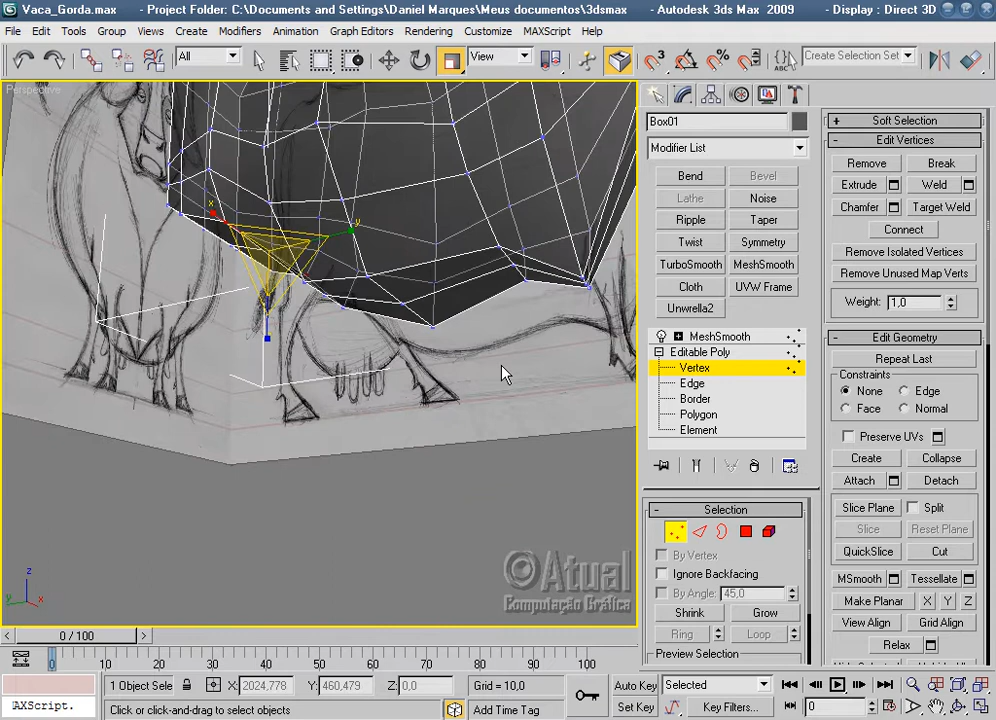 Vaca_Gorda.max - Project Folder: C:\Documents and Settings\Daniel Marques\Meus documentos\3dsmax - Autodesk 3ds Max 2009 - Display : Direct 3D
File Edit Tools Group Views Create Modifiers Animation Graph Editors Rendering Customize MAXScript Help
All View Create Selection Set
Perspective
x
y
z
y x
©Atual
Computação Gráfica
Box01
Modifier List
Bend Bevel
Lathe Noise
Ripple Taper
Twist Symmetry
TurboSmooth MeshSmooth
Cloth UVW Frame
Unwrella2
MeshSmooth
Editable Poly
Vertex
Edge
Border
Polygon
Element
- Selection
By Vertex
Ignore Backfacing
By Angle: 45,0
Shrink Grow
Ring Loop
Preview Selection
+ Soft Selection
- Edit Vertices
Remove Break
Extrude Weld
Chamfer Target Weld
Connect
Remove Isolated Vertices
Remove Unused Map Verts
Weight: 1,0
- Edit Geometry
Repeat Last
Constraints
None Edge
Face Normal
Preserve UVs
Create Collapse
Attach Detach
Slice Plane Split
Slice Reset Plane
QuickSlice Cut
MSmooth Tessellate
Make Planar X Y Z
View Align Grid Align
Relax
< 0 / 100 >
0 10 20 30 40 50 60 70 80 90 100
1 Object Sele X: 2024,778 Y: 460,479 Z: 0,0 Grid = 10,0 Auto Key Selected
AXScript. Click or click-and-drag to select objects Add Time Tag Set Key Key Filters... 0